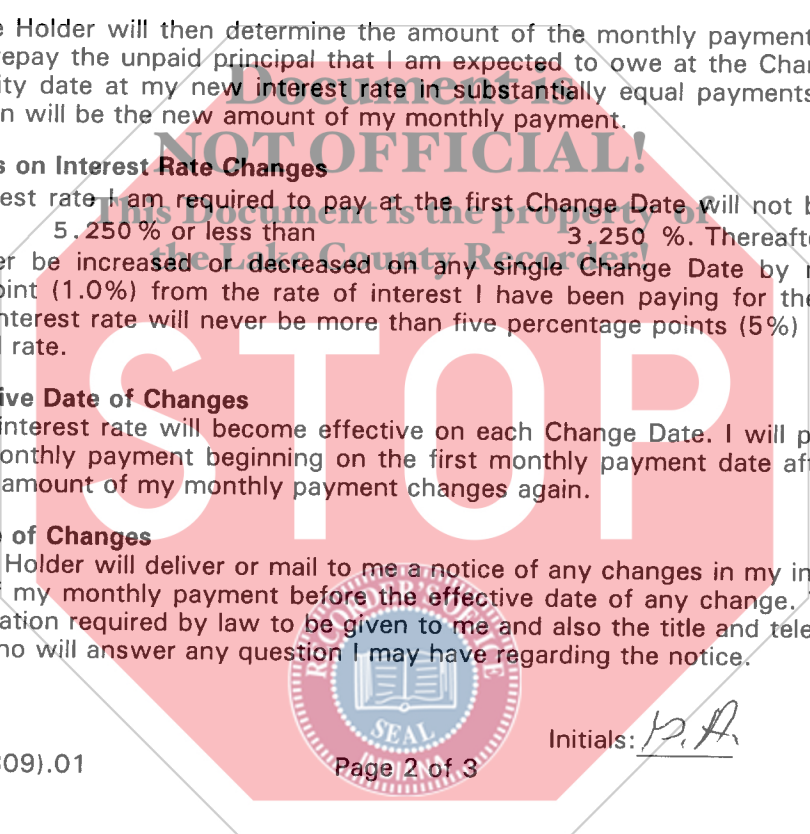 e Holder will then determine the amount of the monthly payment
epay the unpaid principal that I am expected to owe at the Char
ity date at my new interest rate in substantially equal payments
n will be the new amount of my monthly payment.
Document is
NOT OFFICIAL!
s on Interest Rate Changes
est rate I am required to pay at the first Change Date will not b
This Document is the property of
5.250 % or less than 3.250 %. Thereafte
the Lake County Recorder!
er be increased or decreased on any single Change Date by n
oint (1.0%) from the rate of interest I have been paying for the
nterest rate will never be more than five percentage points (5%)
l rate.
STOP
ive Date of Changes
interest rate will become effective on each Change Date. I will p
onthly payment beginning on the first monthly payment date aft
amount of my monthly payment changes again.
e of Changes
Holder will deliver or mail to me a notice of any changes in my in
f my monthly payment before the effective date of any change.
ation required by law to be given to me and also the title and tele
ho will answer any question I may have regarding the notice.
SEAL
INDIANA
Initials:
09).01
Page 2 of 3